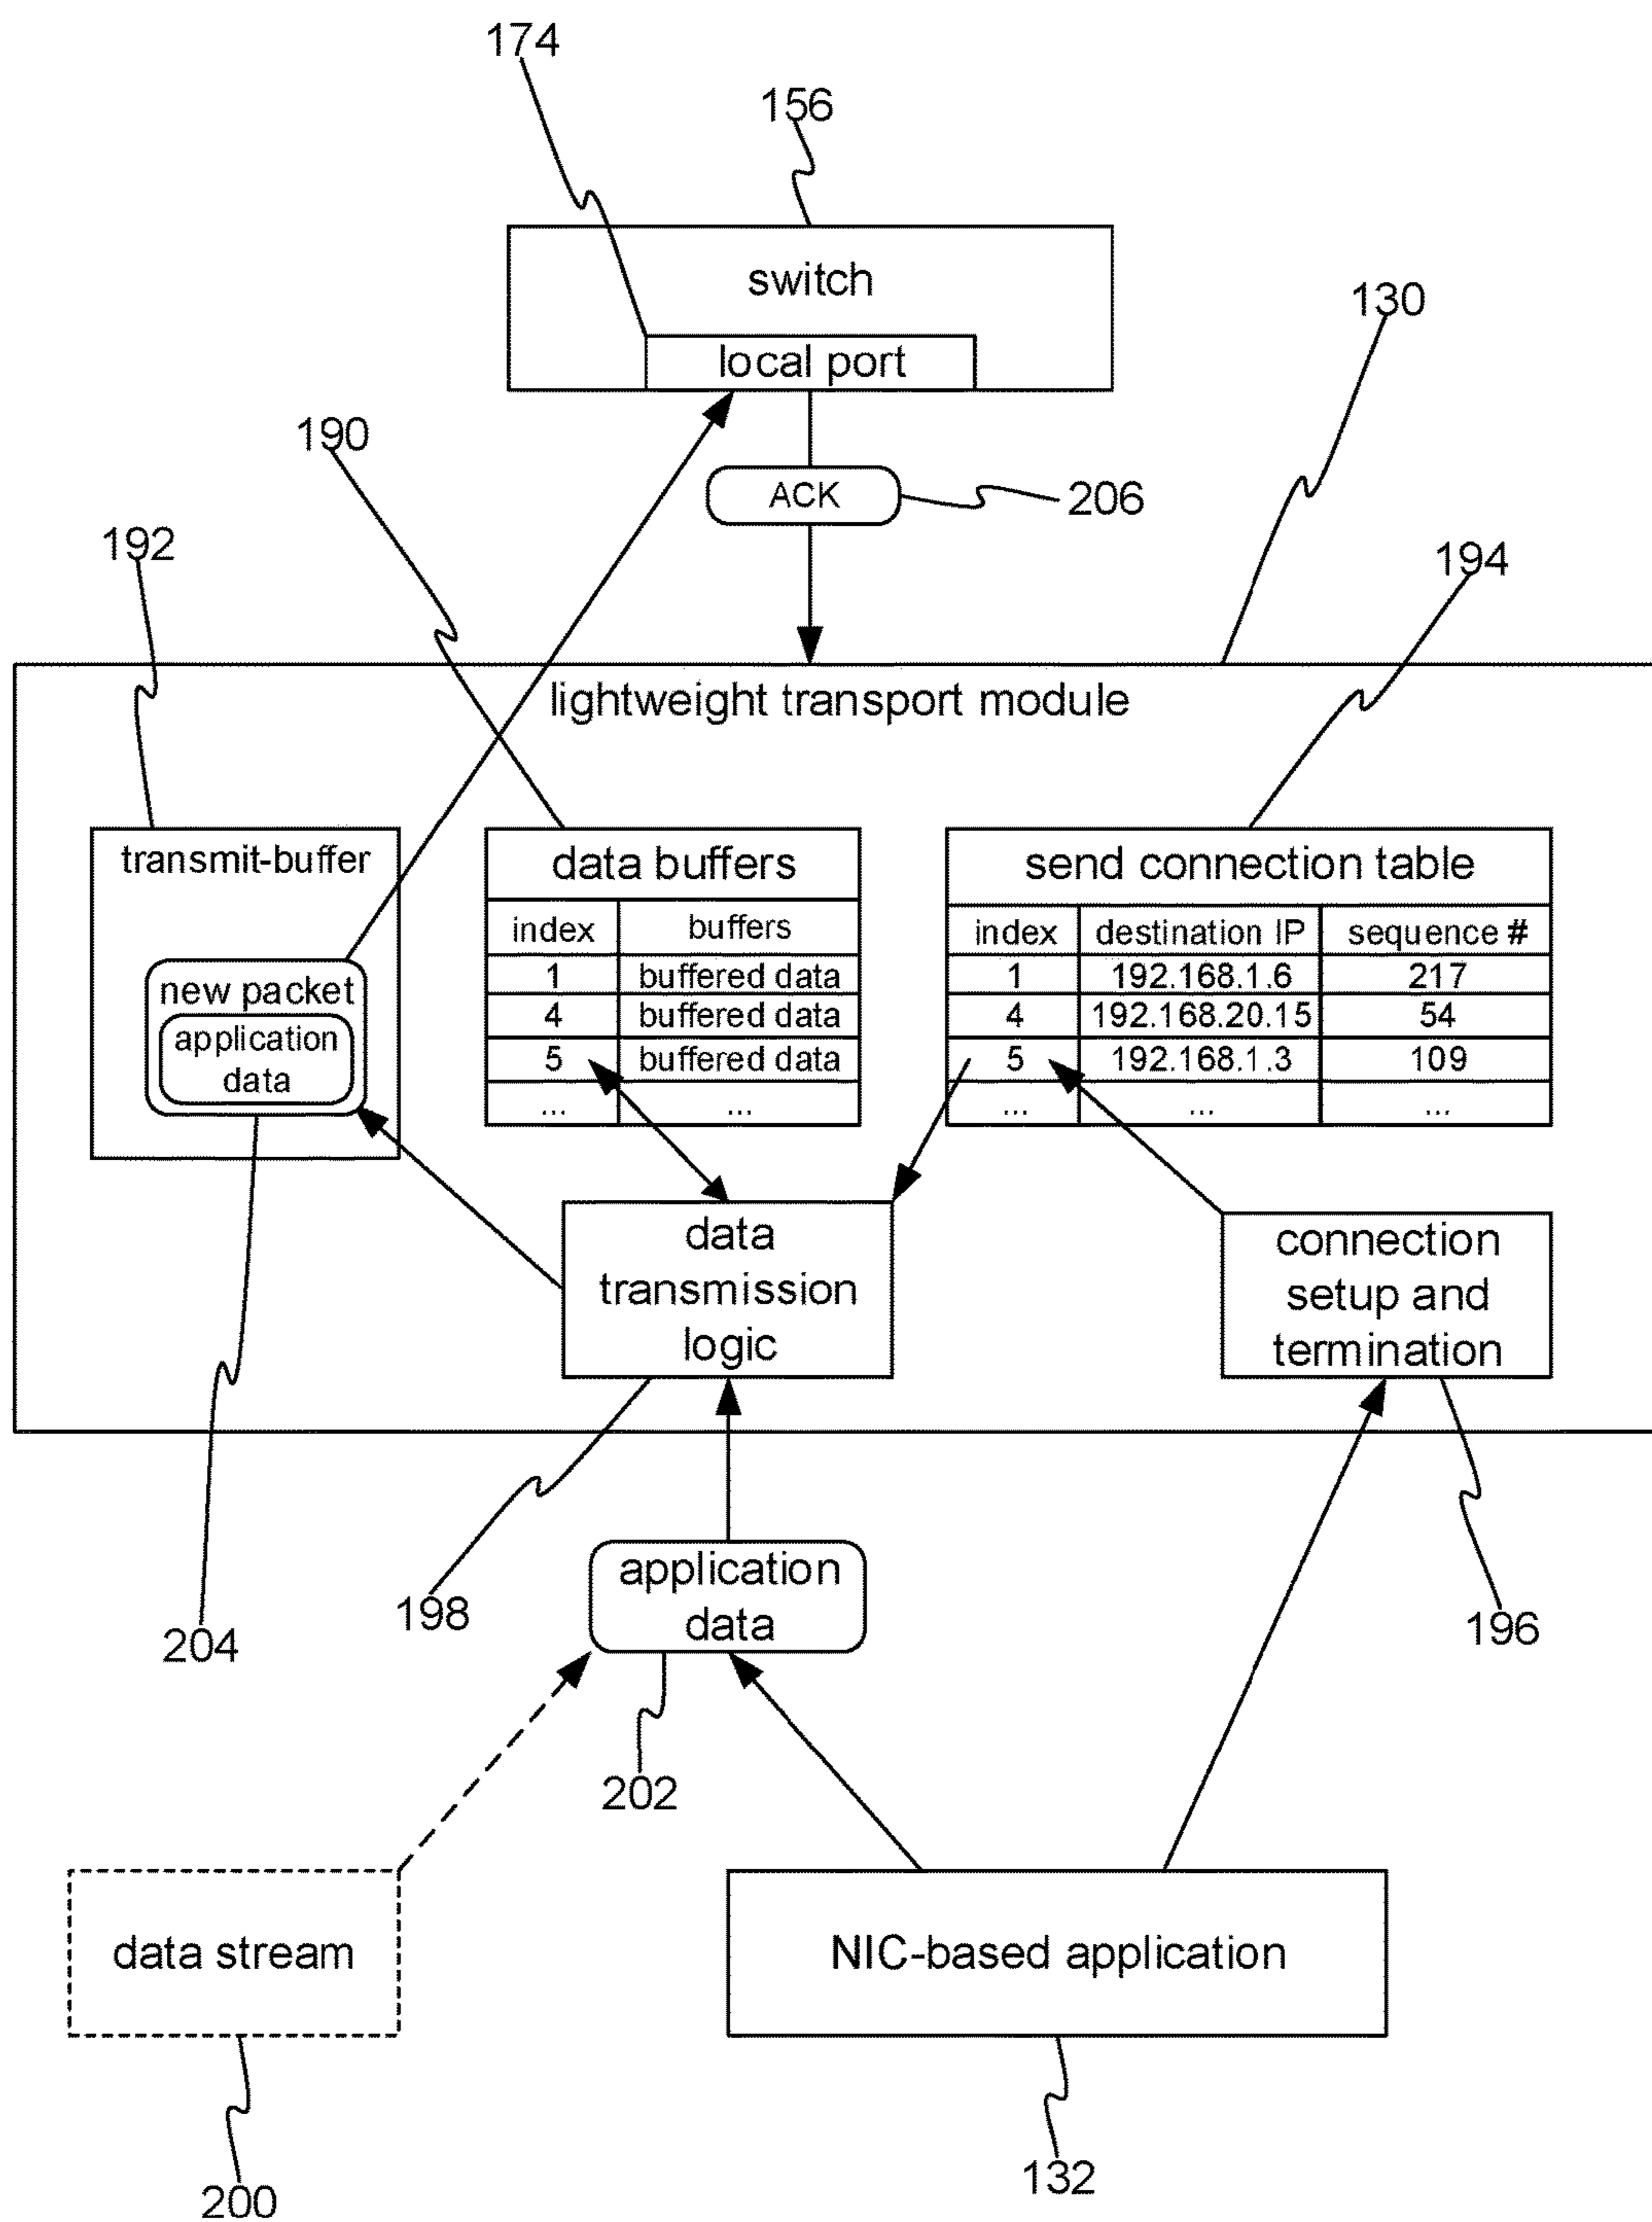 174
156
switch
130
local port
190
ACK
206
192
194
lightweight transport module
transmit-buffer
new packet
application
data
data buffers
index buffers
1 buffered data
4 buffered data
5 buffered data
... ...
send connection table
index destination IP sequence #
1 192.168.1.6 217
4 192.168.20.15 54
5 192.168.1.3 109
... ... ...
data
transmission
logic
connection
setup and
termination
204
198
application
data
196
202
data stream
NIC-based application
200
132